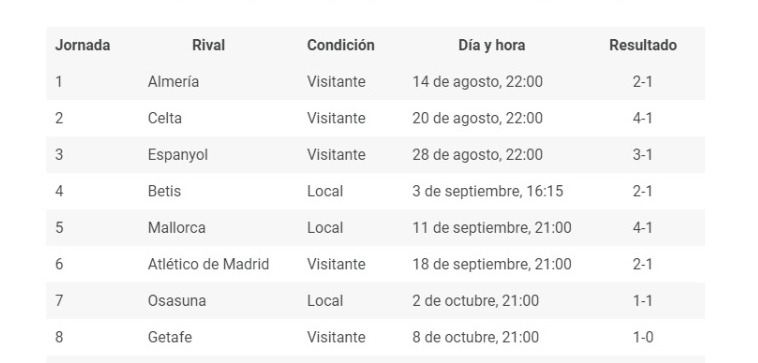 Jornada Rival Condición Día y hora Resultado
1 Almería Visitante 14 de agosto, 22:00 2-1
2 Celta Visitante 20 de agosto, 22:00 4-1
3 Espanyol Visitante 28 de agosto, 22:00 3-1
4 Betis Local 3 de septiembre, 16:15 2-1
5 Mallorca Local 11 de septiembre, 21:00 4-1
6 Atlético de Madrid Visitante 18 de septiembre, 21:00 2-1
7 Osasuna Local 2 de octubre, 21:00 1-1
8 Getafe Visitante 8 de octubre, 21:00 1-0